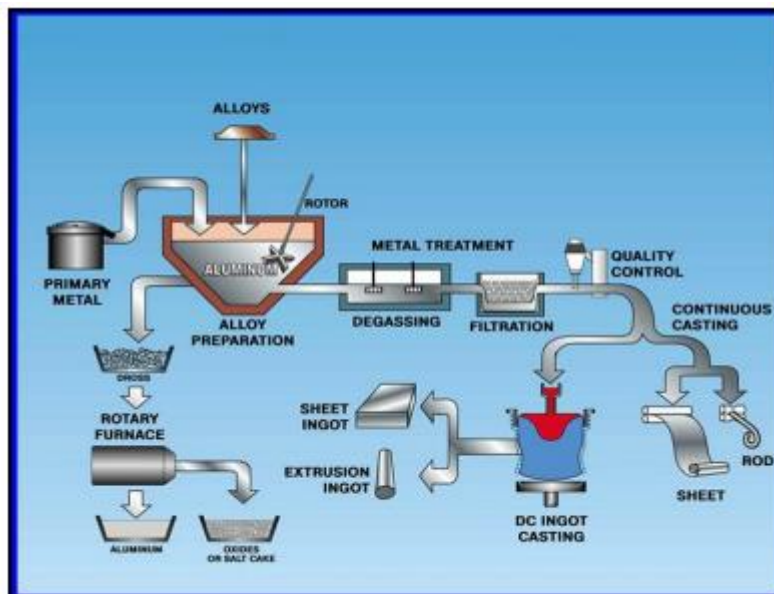 ALLOYS
ROTOR
PRIMARY
METAL
ALUMINUM
ALLOY
PREPARATION
METAL TREATMENT
DEGASSING
FILTRATION
QUALITY
CONTROL
CONTINUOUS
CASTING
DROSS
ROTARY
FURNACE
ALUMINUM
OXIDES
OR SALT CAKE
SHEET
INGOT
EXTRUSION
INGOT
DC INGOT
CASTING
SHEET
ROD